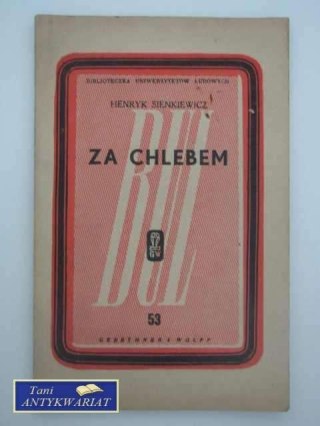 BIBLIOTECZKA UNIWERSYTETÓW LUDOWYCH
HENRYK SIENKIEWICZ
ZA CHLEBEM
BUL
53
GEBETHNER I WOLFF
Tani
ANTYKWARIAT